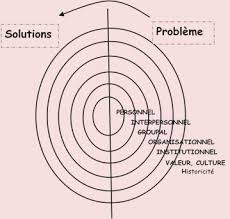 Solutions
Problème
PERSONNEL
INTERPERSONNEL
GROUPAL
ORGANISATIONNEL
INSTITUTIONNEL
VALEUR, CULTURE
Historicité